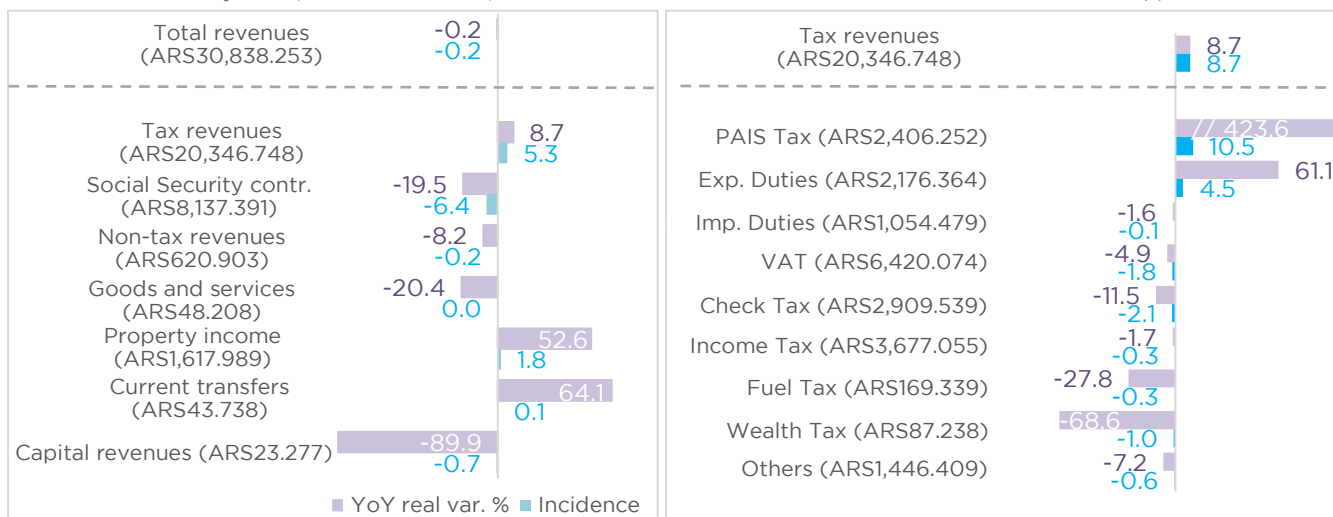 Total revenues
(ARS30,838.253)
-0.2
-0.2
Tax revenues
(ARS20,346.748)
8.7
5.3
Social Security contr.
(ARS8,137.391)
-19.5
-6.4
Non-tax revenues
(ARS620.903)
-8.2
-0.2
Goods and services
(ARS48.208)
-20.4
0.0
Property income
(ARS1,617.989)
52.6
1.8
Current transfers
(ARS43.738)
64.1
0.1
Capital revenues (ARS23.277)
-89.9
-0.7
YoY real var. % Incidence
Tax revenues
(ARS20,346.748)
8.7
8.7
PAIS Tax (ARS2,406.252)
// 423.6
10.5
Exp. Duties (ARS2,176.364)
61.1
4.5
Imp. Duties (ARS1,054.479)
-1.6
-0.1
VAT (ARS6,420.074)
-4.9
-1.8
Check Tax (ARS2,909.539)
-11.5
-2.1
Income Tax (ARS3,677.055)
-1.7
-0.3
Fuel Tax (ARS169.339)
-27.8
-0.3
Wealth Tax (ARS87.238)
-68.6
-1.0
Others (ARS1,446.409)
-7.2
-0.6